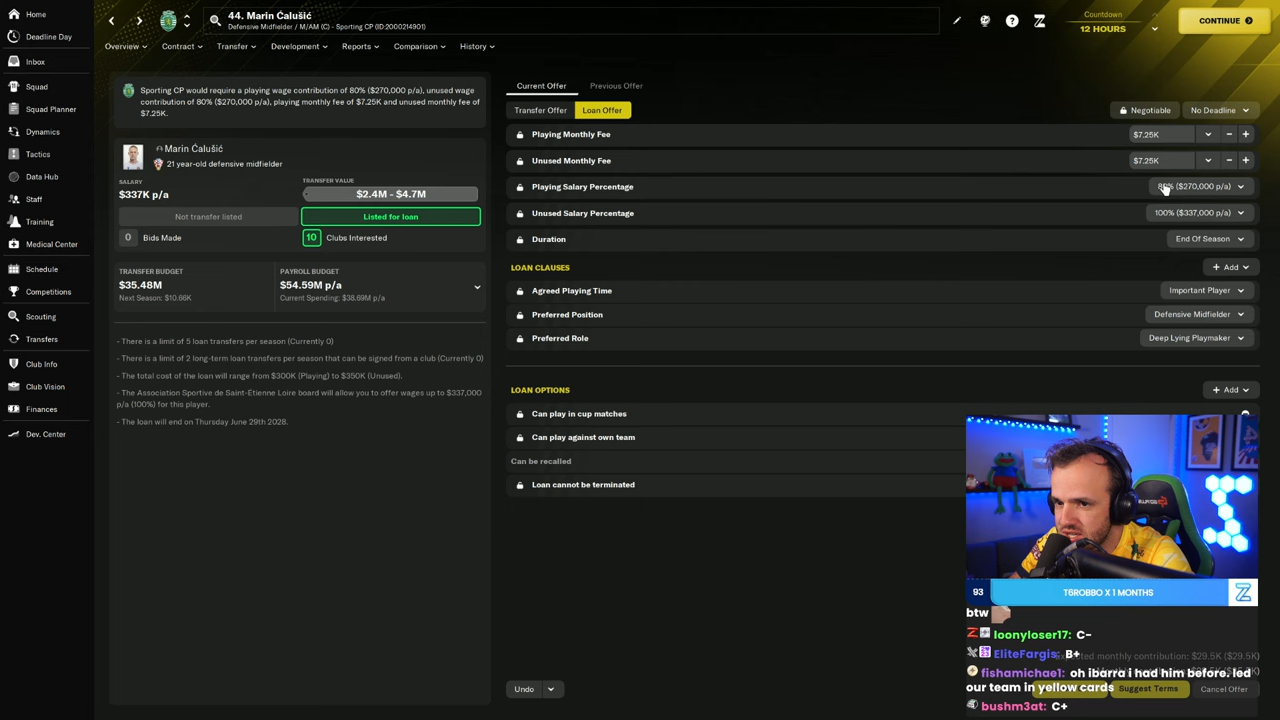 44. Marin Ćalušić
Defensive Midfielder / M/AM (C) - Sporting CP (ID:2000214901)
Countdown
12 HOURS
CONTINUE
Home
Deadline Day
Inbox
Squad
Squad Planner
Dynamics
Tactics
Data Hub
Staff
Training
Medical Center
Schedule
Competitions
Scouting
Transfers
Club Info
Club Vision
Finances
Dev. Center
Overview
Contract
Transfer
Development
Reports
Comparison
History
Sporting CP would require a playing wage contribution of 80% ($270,000 p/a), unused wage
contribution of 80% ($270,000 p/a), playing monthly fee of $7.25K and unused monthly fee of
$7.25K.
Marin Ćalušić
21 year-old defensive midfielder
SALARY
$337K p/a
TRANSFER VALUE
$2.4M - $4.7M
Not transfer listed
Listed for loan
0 Bids Made
10 Clubs Interested
TRANSFER BUDGET
$35.48M
Next Season: $10.66K
PAYROLL BUDGET
$54.59M p/a
Current Spending: $38.69M p/a
- There is a limit of 5 loan transfers per season (Currently 0)
- There is a limit of 2 long-term loan transfers per season that can be signed from a club (Currently 0)
- The total cost of the loan will range from $300K (Playing) to $350K (Unused).
- The Association Sportive de Saint-Étienne Loire board will allow you to offer wages up to $337,000
p/a (100%) for this player.
- The loan will end on Thursday June 29th 2028.
Current Offer
Previous Offer
Transfer Offer
Loan Offer
Negotiable
No Deadline
Playing Monthly Fee
$7.25K
Unused Monthly Fee
$7.25K
Playing Salary Percentage
80% ($270,000 p/a)
Unused Salary Percentage
100% ($337,000 p/a)
Duration
End Of Season
LOAN CLAUSES
+ Add
Agreed Playing Time
Important Player
Preferred Position
Defensive Midfielder
Preferred Role
Deep Lying Playmaker
LOAN OPTIONS
+ Add
Can play in cup matches
Can play against own team
Can be recalled
Loan cannot be terminated
93
T6ROBBO X 1 MONTHS
btw
loonyloser17: C-
EliteFargis: B+
monthly contribution: $29.5K ($29.5K)
fishamichae1: oh ibarra i had him before. led
our team in yellow cards
bushm3at: C+
Undo
Suggest Terms
Cancel Offer